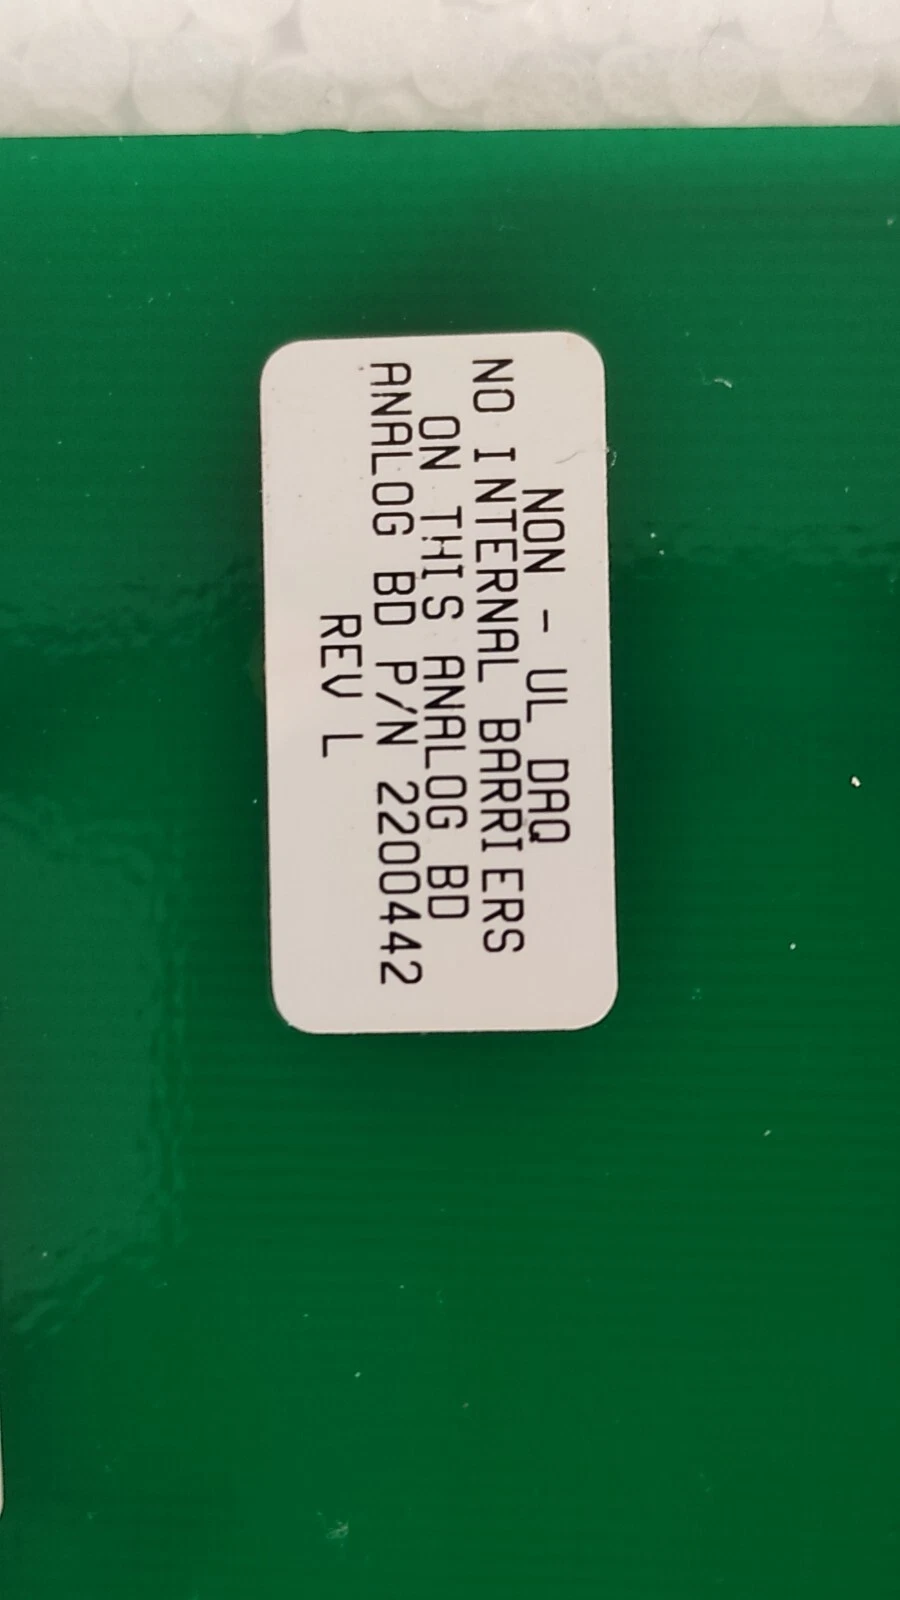 NON - UL DAQ
NO INTERNAL BARRIERS
ON THIS ANALOG BD
ANALOG BD P/N 2200442
REV L